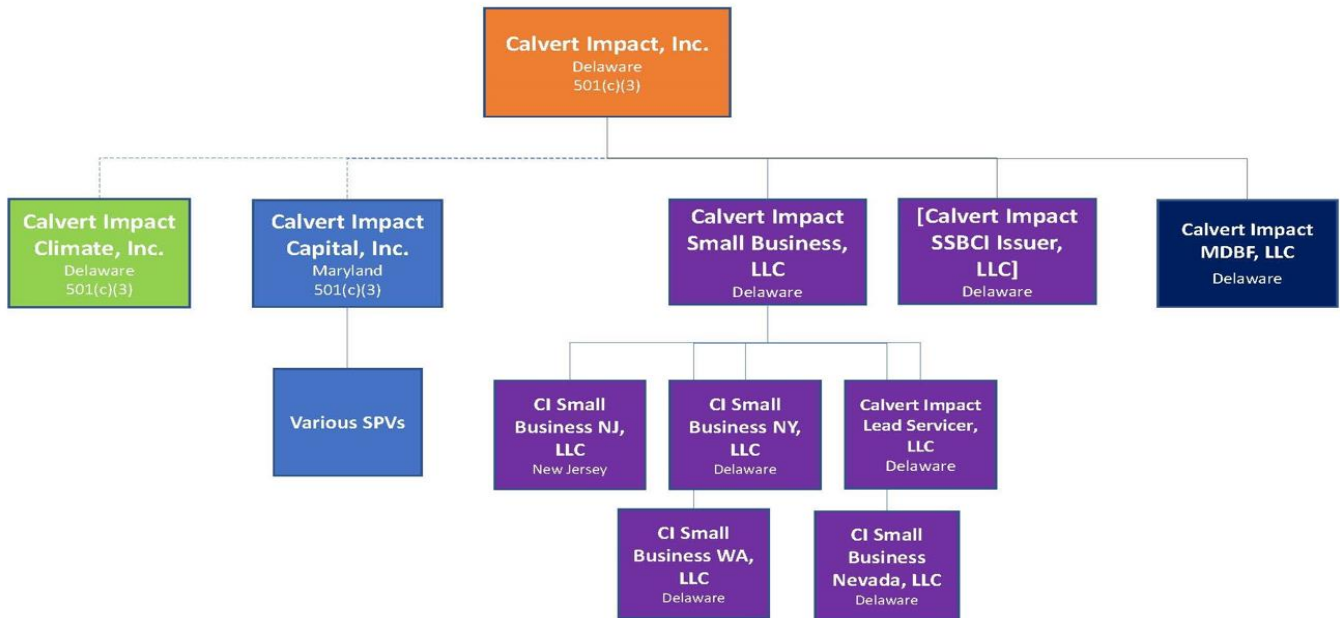 Calvert Impact, Inc.
Delaware
501(c)(3)
Calvert Impact
Climate, Inc.
Delaware
501(c)(3)
Calvert Impact
Capital, Inc.
Maryland
501(c)(3)
Calvert Impact
Small Business,
LLC
Delaware
[Calvert Impact
SSBCI Issuer,
LLC]
Delaware
Calvert Impact
MDBF, LLC
Delaware
Various SPVs
CI Small
Business NJ,
LLC
New Jersey
CI Small
Business NY,
LLC
Delaware
Calvert Impact
Lead Servicer,
LLC
Delaware
CI Small
Business WA,
LLC
Delaware
CI Small
Business
Nevada, LLC
Delaware